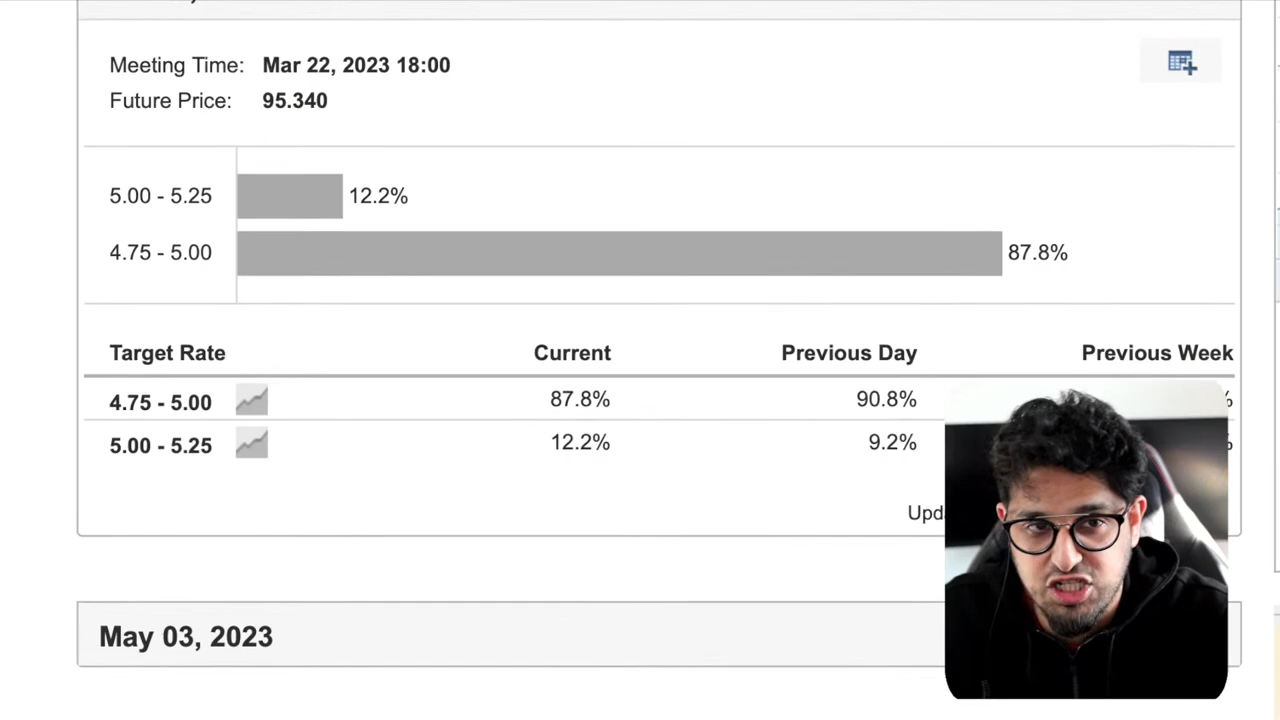 Meeting Time: Mar 22, 2023 18:00
Future Price: 95.340
5.00 - 5.25 12.2%
4.75 - 5.00 87.8%
Target Rate Current Previous Day Previous Week
4.75 - 5.00 87.8% 90.8%
5.00 - 5.25 12.2% 9.2%
May 03, 2023